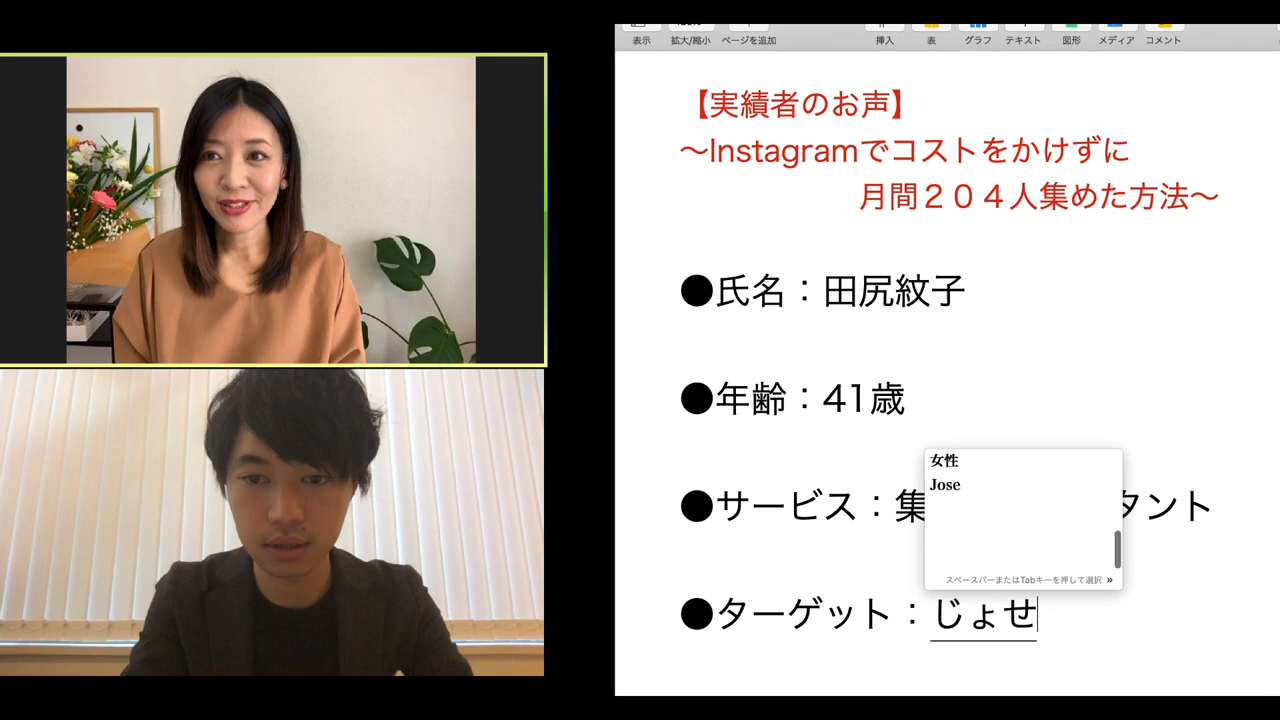 表示
拡大/縮小
ページを追加
挿入
表
グラフ
テキスト
図形
メディア
コメント
【実績者のお声】
〜Instagramでコストをかけずに
月間２０４人集めた方法〜
●氏名：田尻紋子
●年齢：41歳
女性
Jose
●サービス：集
タント
スペースバーまたはTabキーを押して選択 »
●ターゲット：じょせ